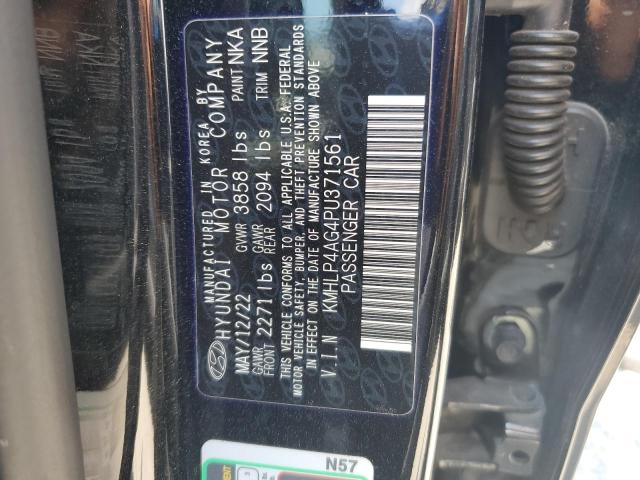 MANUFACTURED IN KOREA BY
HYUNDAI MOTOR COMPANY
MAY/12/22 GVWR 3858 lbs PAINT NKA
GAWR FRONT 2271 lbs GAWR REAR 2094 lbs TRIM NNB
THIS VEHICLE CONFORMS TO ALL APPLICABLE U.S.A. FEDERAL
MOTOR VEHICLE SAFETY, BUMPER, AND THEFT PREVENTION STANDARDS
IN EFFECT ON THE DATE OF MANUFACTURE SHOWN ABOVE
V.I.N KMHLP4AG4PU371561
PASSENGER CAR
N57